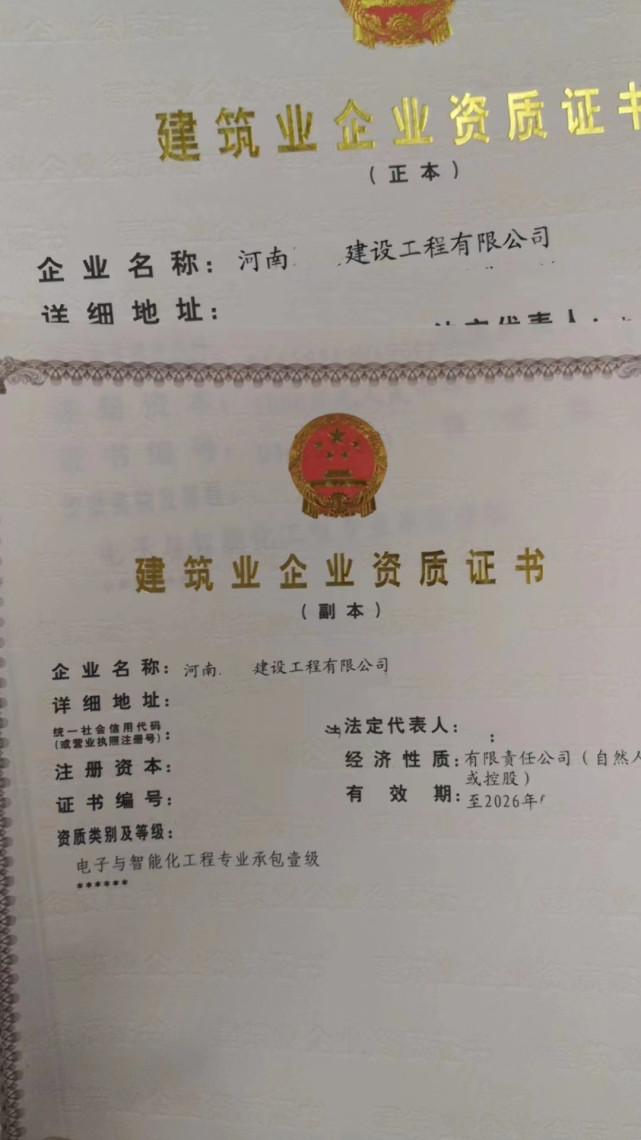 建筑业企业资质证书
（正本）
企业名称：河南 建设工程有限公司
详细地址：
法定代表人：
建筑业企业资质证书
（副本）
企业名称：河南 建设工程有限公司
详细地址：
统一社会信用代码
（或营业执照注册号）：
法定代表人：
注册资本：
经济性质：有限责任公司（自然人
或控股）
证书编号：
有效期：至2026年
资质类别及等级：
电子与智能化工程专业承包壹级
******